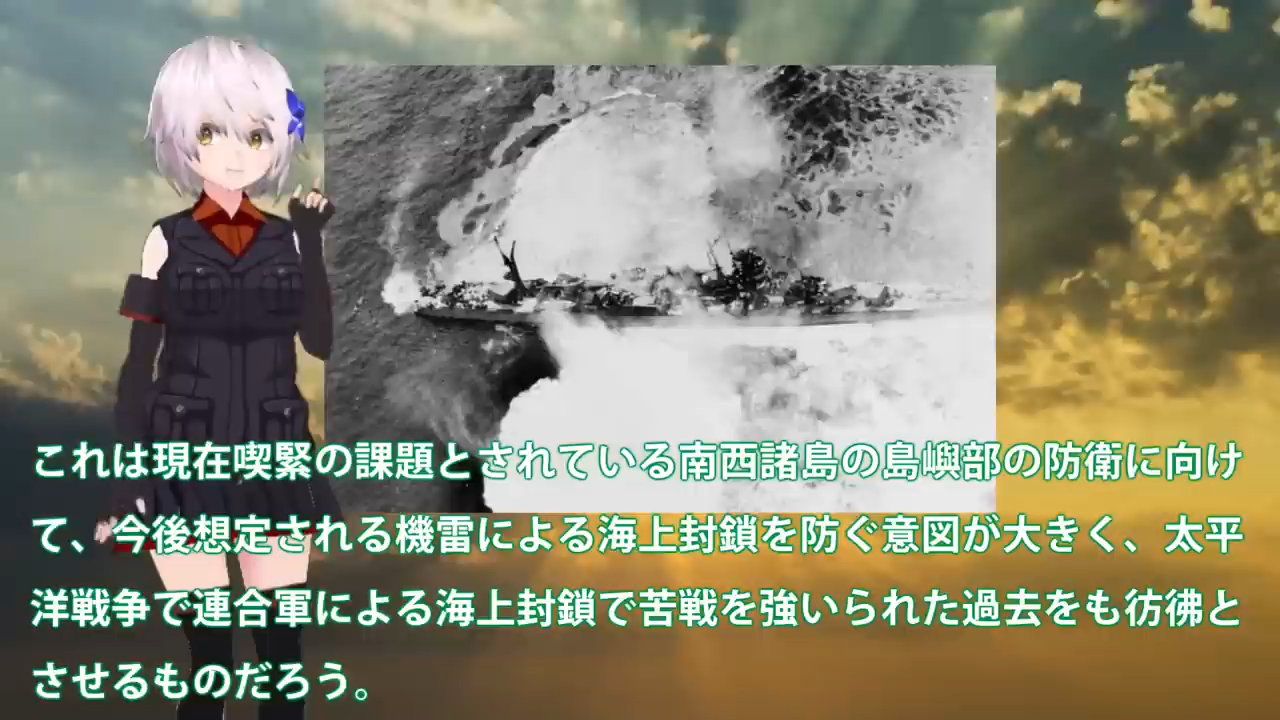 これは現在喫緊の課題とされている南西諸島の島嶼部の防衛に向け
て、今後想定される機雷による海上封鎖を防ぐ意図が大きく、太平
洋戦争で連合軍による海上封鎖で苦戦を強いられた過去をも彷彿と
させるものだろう。